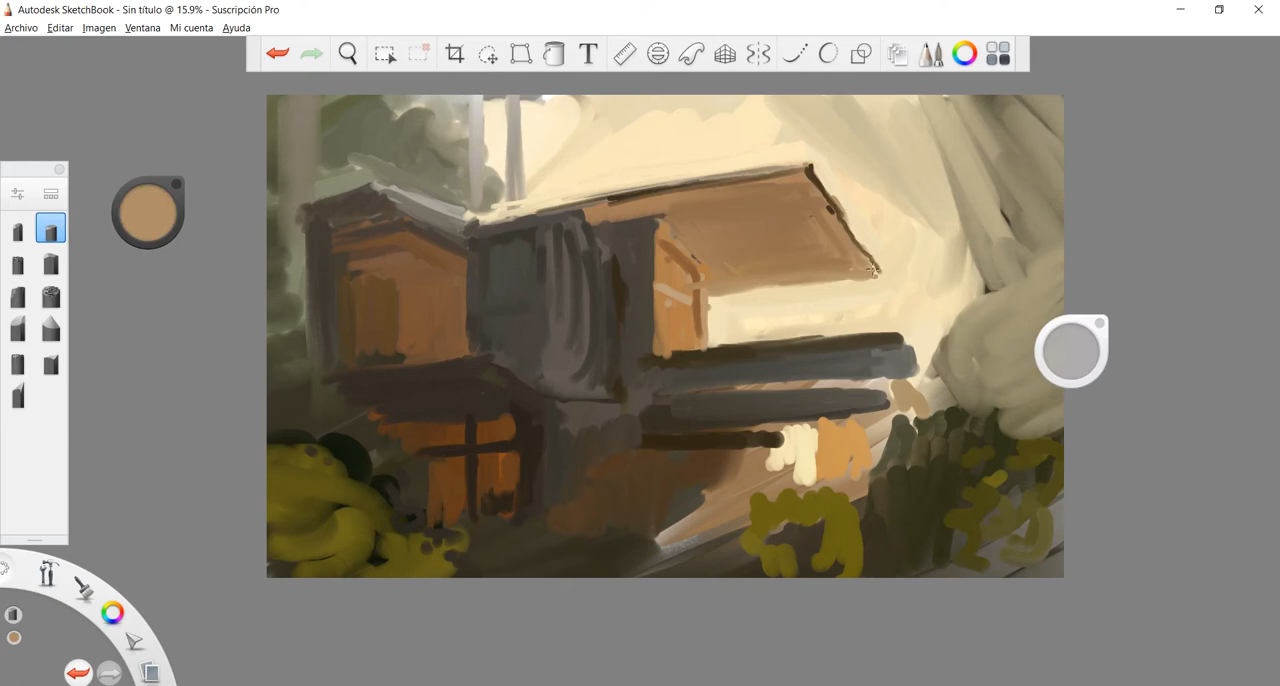 Autodesk SketchBook - Sin título @ 15.9% - Suscripción Pro
Archivo Editar Imagen Ventana Mi cuenta Ayuda
T